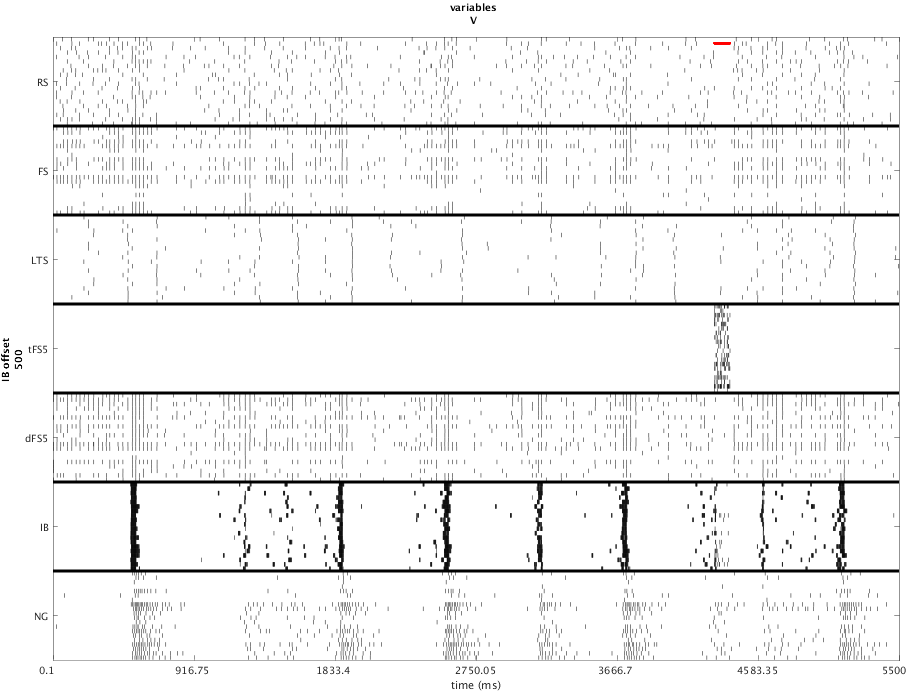 variables
V
RS
FS
LTS
tFS5
dFS5
IB
NG
IB offset
500
0.1 916.75 1833.4 2750.05 3666.7 4583.35 5500
time (ms)